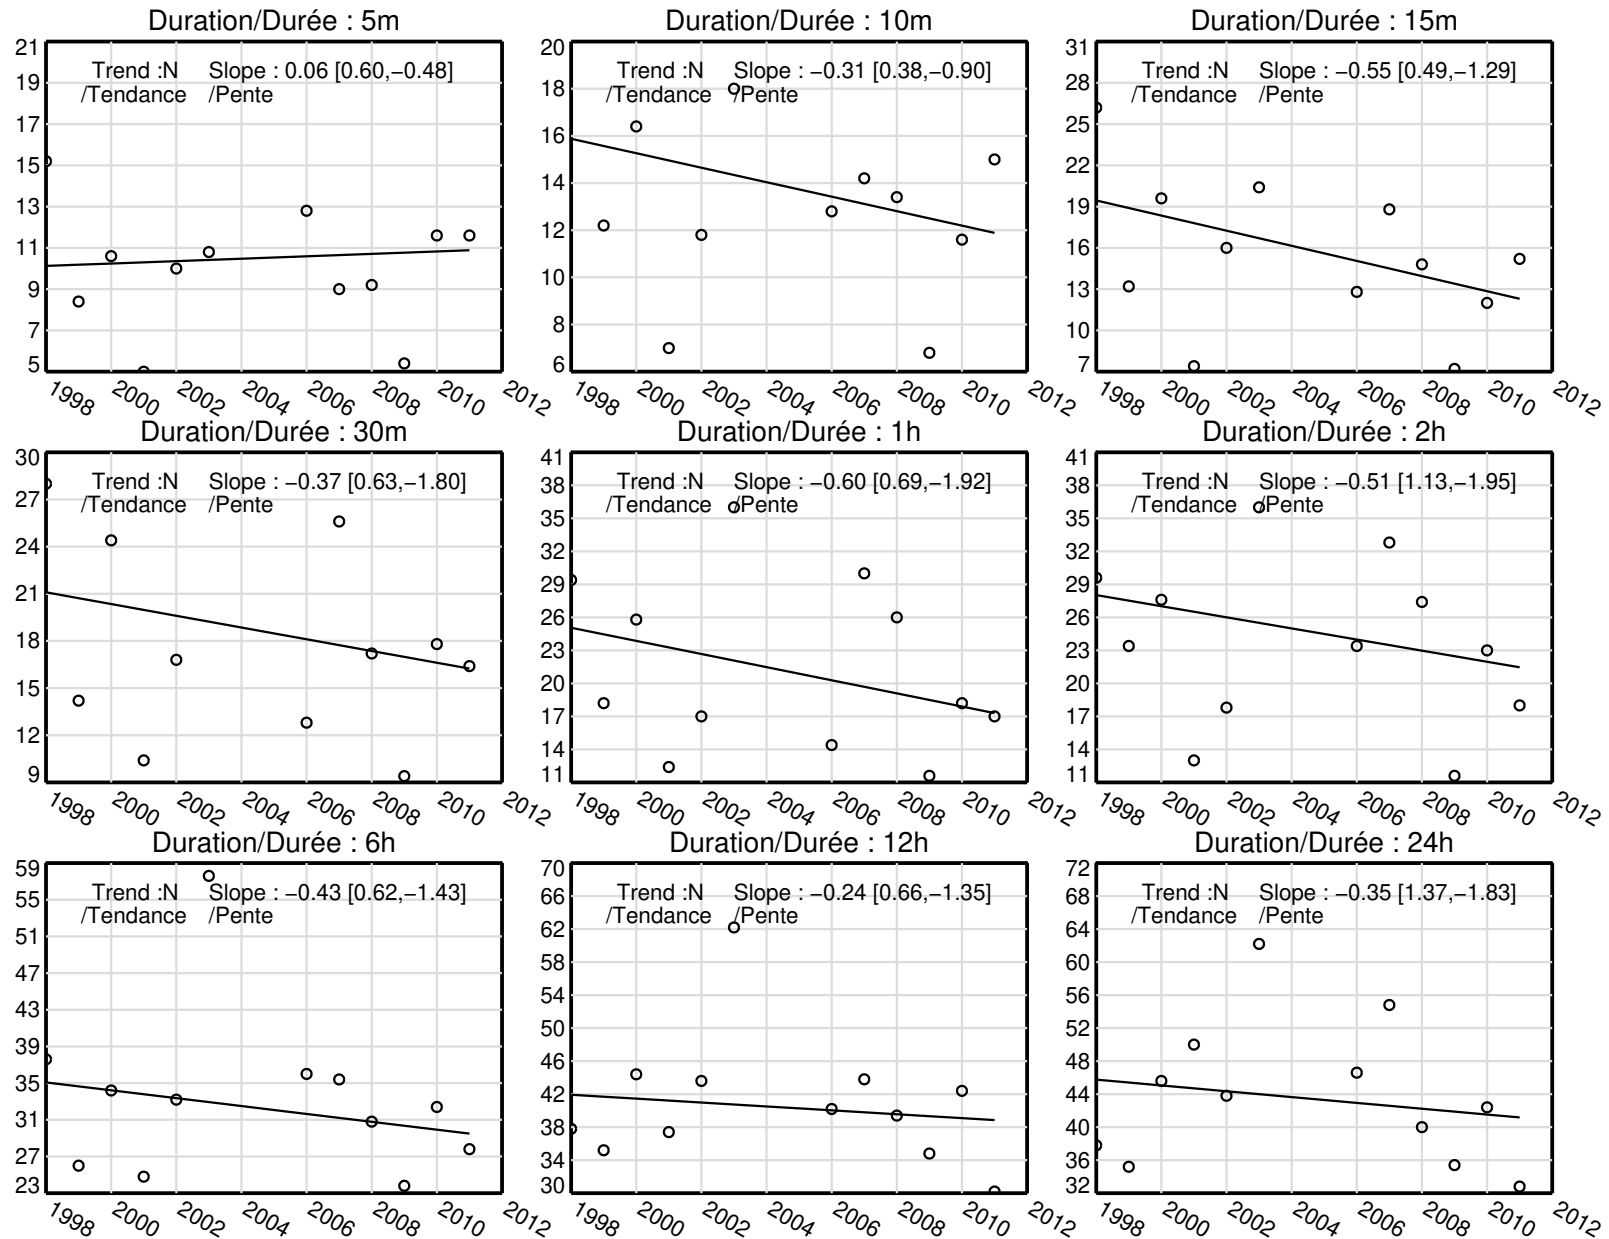 Duration/Durée : 5m
Trend :N Slope : 0.06 [0.60,−0.48]
/Tendance /Pente
21
19
17
15
13
11
9
7
5
1998 2000 2002 2004 2006 2008 2010 2012
Duration/Durée : 10m
Trend :N Slope : −0.31 [0.38,−0.90]
/Tendance /Pente
20
18
16
14
12
10
8
6
1998 2000 2002 2004 2006 2008 2010 2012
Duration/Durée : 15m
Trend :N Slope : −0.55 [0.49,−1.29]
/Tendance /Pente
31
28
25
22
19
16
13
10
7
1998 2000 2002 2004 2006 2008 2010 2012
Duration/Durée : 30m
Trend :N Slope : −0.37 [0.63,−1.80]
/Tendance /Pente
30
27
24
21
18
15
12
9
1998 2000 2002 2004 2006 2008 2010 2012
Duration/Durée : 1h
Trend :N Slope : −0.60 [0.69,−1.92]
/Tendance /Pente
41
38
35
32
29
26
23
20
17
14
11
1998 2000 2002 2004 2006 2008 2010 2012
Duration/Durée : 2h
Trend :N Slope : −0.51 [1.13,−1.95]
/Tendance /Pente
41
38
35
32
29
26
23
20
17
14
11
1998 2000 2002 2004 2006 2008 2010 2012
Duration/Durée : 6h
Trend :N Slope : −0.43 [0.62,−1.43]
/Tendance /Pente
59
55
51
47
43
39
35
31
27
23
1998 2000 2002 2004 2006 2008 2010 2012
Duration/Durée : 12h
Trend :N Slope : −0.24 [0.66,−1.35]
/Tendance /Pente
70
66
62
58
54
50
46
42
38
34
30
1998 2000 2002 2004 2006 2008 2010 2012
Duration/Durée : 24h
Trend :N Slope : −0.35 [1.37,−1.83]
/Tendance /Pente
72
68
64
60
56
52
48
44
40
36
32
1998 2000 2002 2004 2006 2008 2010 2012